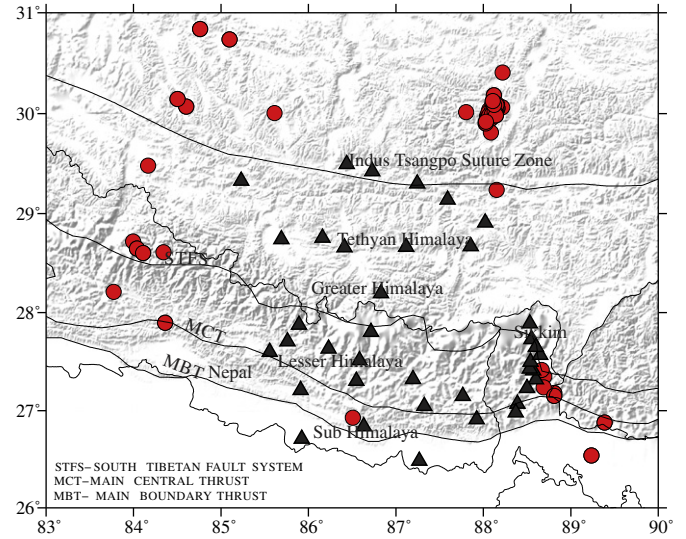 31°
30°
Indus Tsangpo Suture Zone
29°
Tethyan Himalaya
STFS
Greater Himalaya
28°
MCT
Sikkim
Lesser Himalaya
MBT Nepal
27°
Sub Himalaya
STFS-SOUTH TIBETAN FAULT SYSTEM
MCT-MAIN CENTRAL THRUST
MBT- MAIN BOUNDARY THRUST
26°
83° 84° 85° 86° 87° 88° 89° 90°